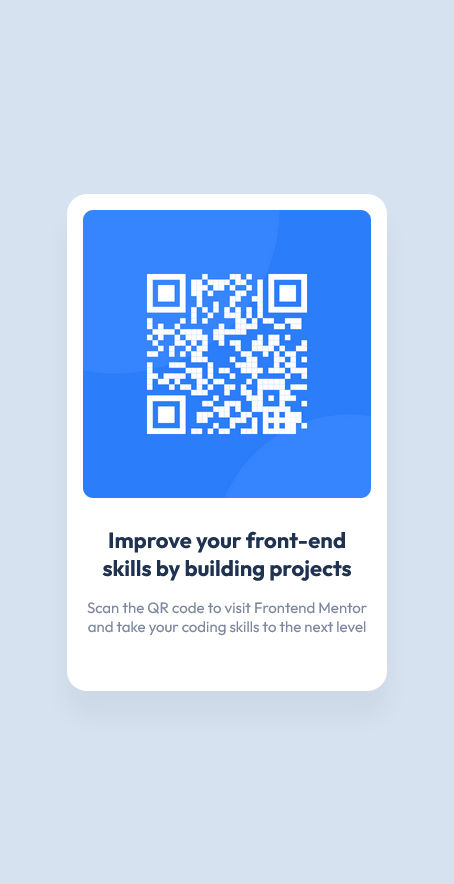 Improve your front-end
skills by building projects
Scan the QR code to visit Frontend Mentor
and take your coding skills to the next level